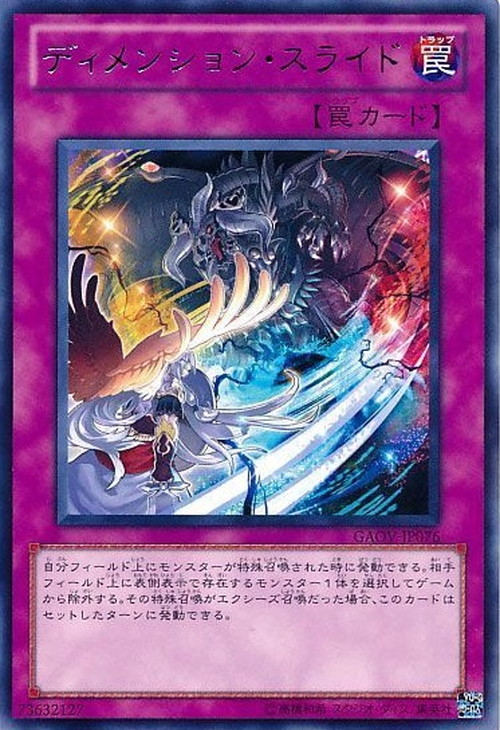 ディメンション・スライド
トラップ
罠
【罠カード】
GAOV-JP076
自分フィールド上にモンスターが特殊召喚された時に発動できる。相手
フィールド上に表側表示で存在するモンスター1体を選択してゲーム
から除外する。その特殊召喚がエクシーズ召喚だった場合、このカードは
セットしたターンに発動できる。
73632127
©高橋和希 スタジオ・ダイス/集英社